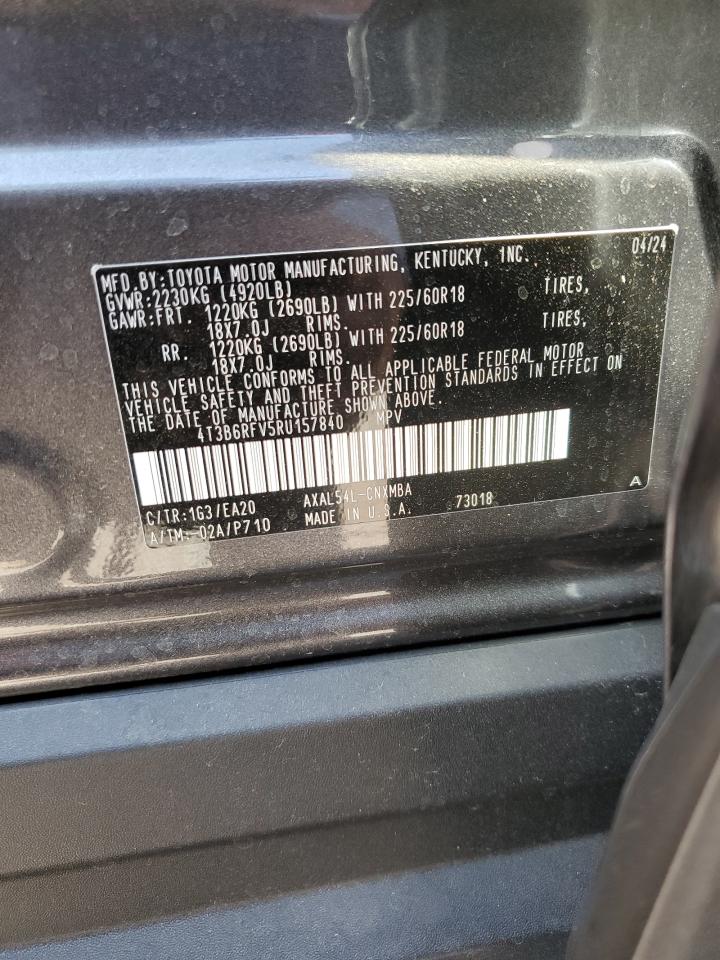 MFD. BY: TOYOTA MOTOR MANUFACTURING, KENTUCKY, INC. 04/24
GVWR: 2230KG (4920LB)
GAWR: FRT. 1220KG (2690LB) WITH 225/60R18 TIRES,
18X7.0J RIMS.
RR. 1220KG (2690LB) WITH 225/60R18 TIRES,
18X7.0J RIMS.
THIS VEHICLE CONFORMS TO ALL APPLICABLE FEDERAL MOTOR
VEHICLE SAFETY AND THEFT PREVENTION STANDARDS IN EFFECT ON
THE DATE OF MANUFACTURE SHOWN ABOVE.
4T3B6RFV5RU157840 MPV
C/TR: 1G3/EA20 AXAL54L-CNXMBA A
A/TM: -02A/P710 MADE IN U.S.A. 73018